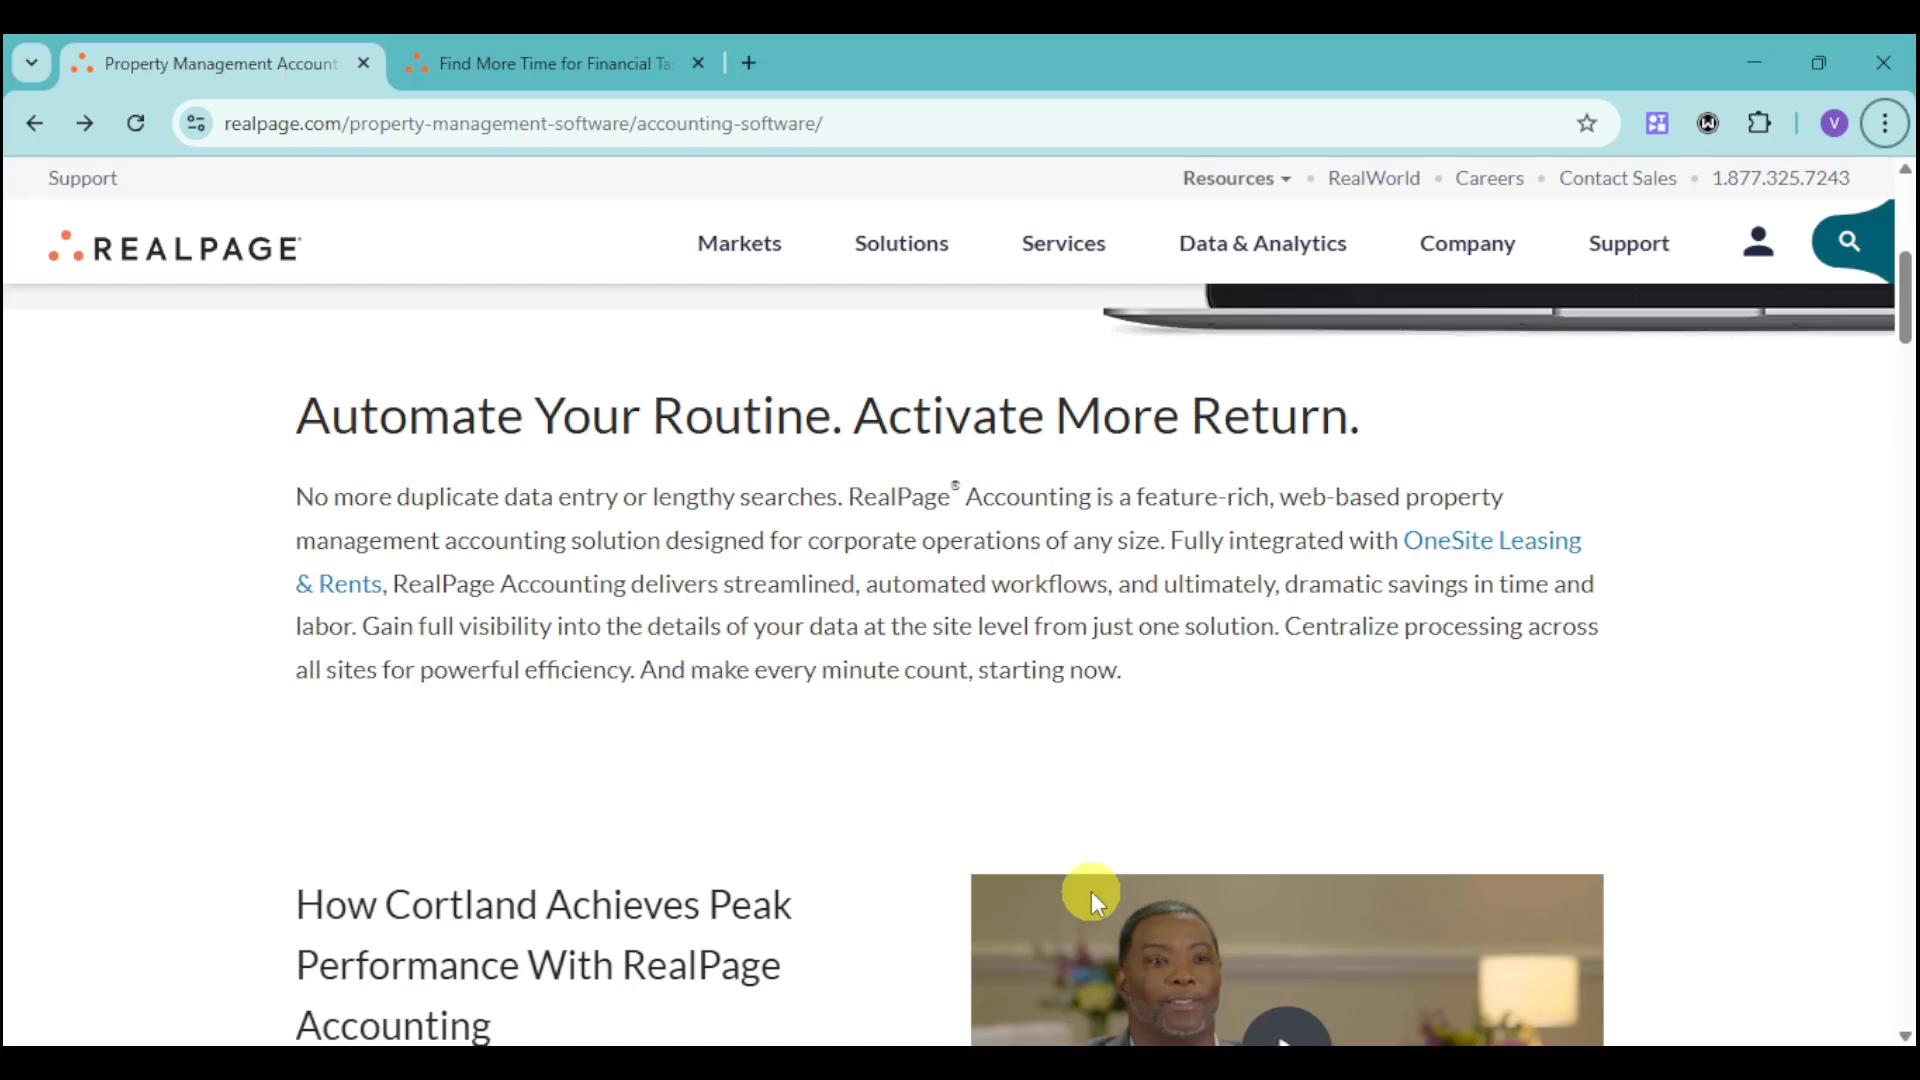 Property Management Account
Find More Time for Financial Ta
realpage.com/property-management-software/accounting-software/
V
Support
Resources • RealWorld • Careers • Contact Sales • 1.877.325.7243
REALPAGE
Markets
Solutions
Services
Data & Analytics
Company
Support
Automate Your Routine. Activate More Return.
No more duplicate data entry or lengthy searches. RealPage® Accounting is a feature-rich, web-based property
management accounting solution designed for corporate operations of any size. Fully integrated with OneSite Leasing
& Rents, RealPage Accounting delivers streamlined, automated workflows, and ultimately, dramatic savings in time and
labor. Gain full visibility into the details of your data at the site level from just one solution. Centralize processing across
all sites for powerful efficiency. And make every minute count, starting now.
How Cortland Achieves Peak
Performance With RealPage
Accounting